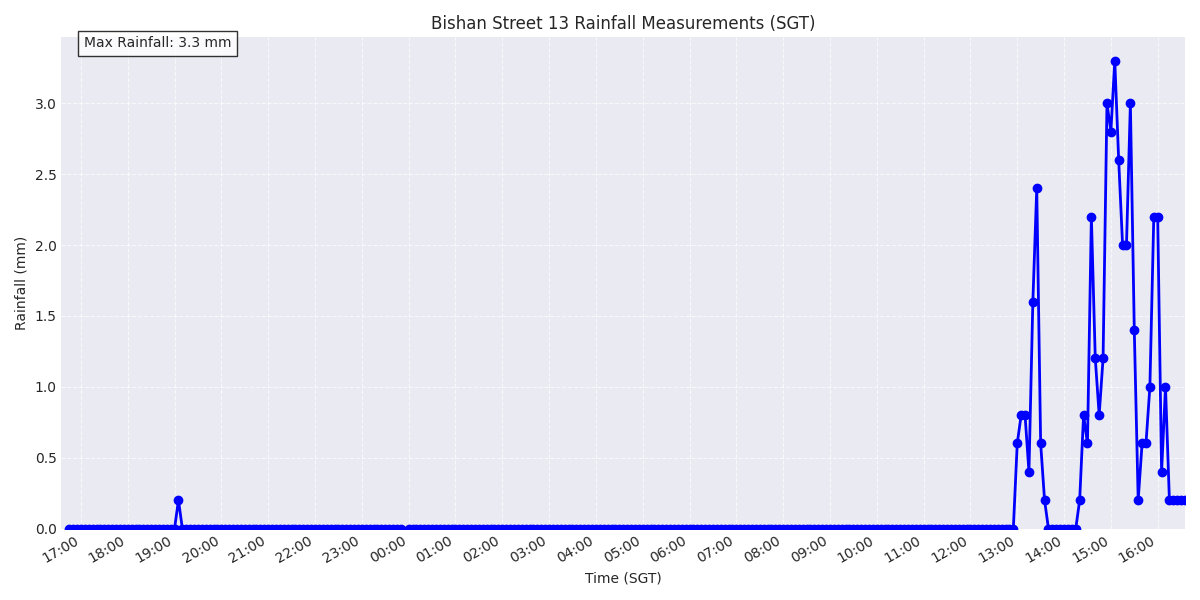 Bishan Street 13 Rainfall Measurements (SGT)
Max Rainfall: 3.3 mm
Rainfall (mm)
3.0
2.5
2.0
1.5
1.0
0.5
0.0
17:00 18:00 19:00 20:00 21:00 22:00 23:00 00:00 01:00 02:00 03:00 04:00 05:00 06:00 07:00 08:00 09:00 10:00 11:00 12:00 13:00 14:00 15:00 16:00
Time (SGT)